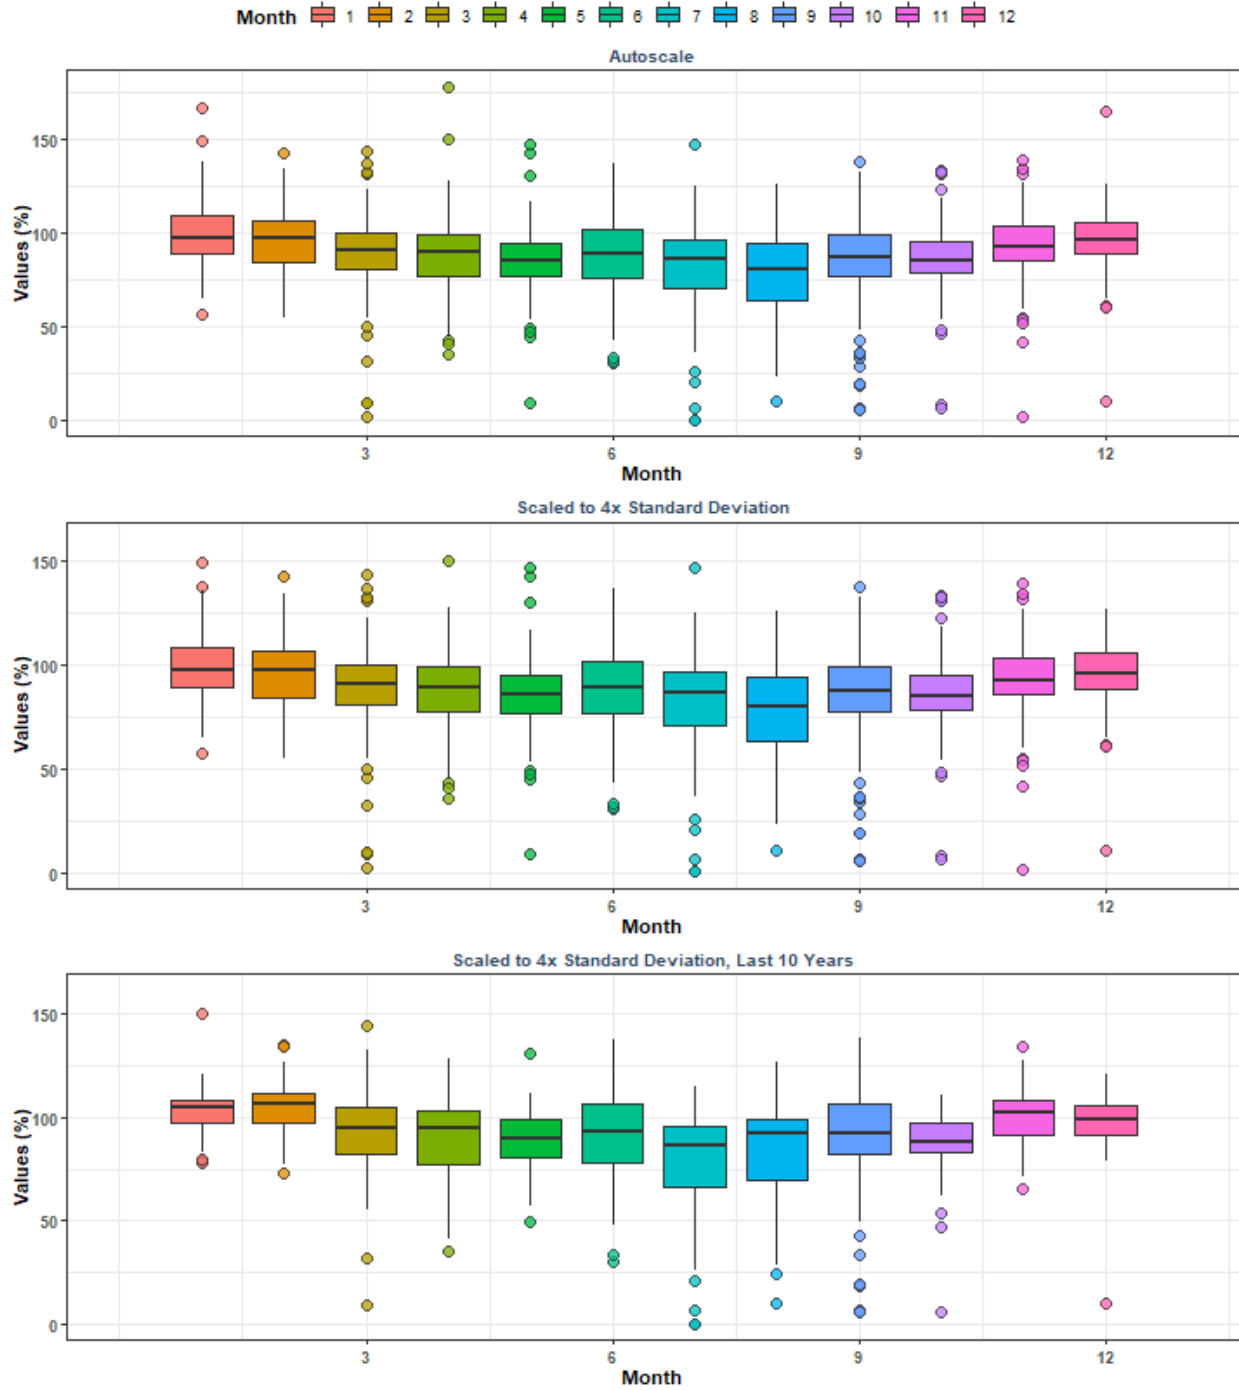 Month 1 2 3 4 5 6 7 8 9 10 11 12
Autoscale
Values (%)
150
100
50
0
3 6 9 12
Month
Scaled to 4x Standard Deviation
Values (%)
150
100
50
0
3 6 9 12
Month
Scaled to 4x Standard Deviation, Last 10 Years
Values (%)
150
100
50
0
3 6 9 12
Month